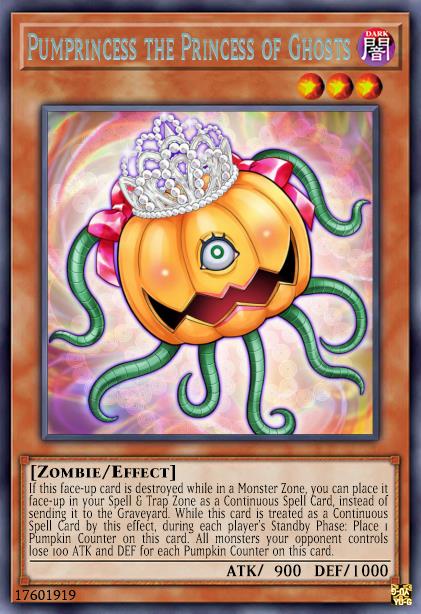 Pumprincess the Princess of Ghosts
DARK
闇
[Zombie/Effect]
If this face-up card is destroyed while in a Monster Zone, you can place it
face-up in your Spell & Trap Zone as a Continuous Spell Card, instead of
sending it to the Graveyard. While this card is treated as a Continuous
Spell Card by this effect, during each player's Standby Phase: Place 1
Pumpkin Counter on this card. All monsters your opponent controls
lose 100 ATK and DEF for each Pumpkin Counter on this card.
ATK/ 900 DEF/1000
17601919